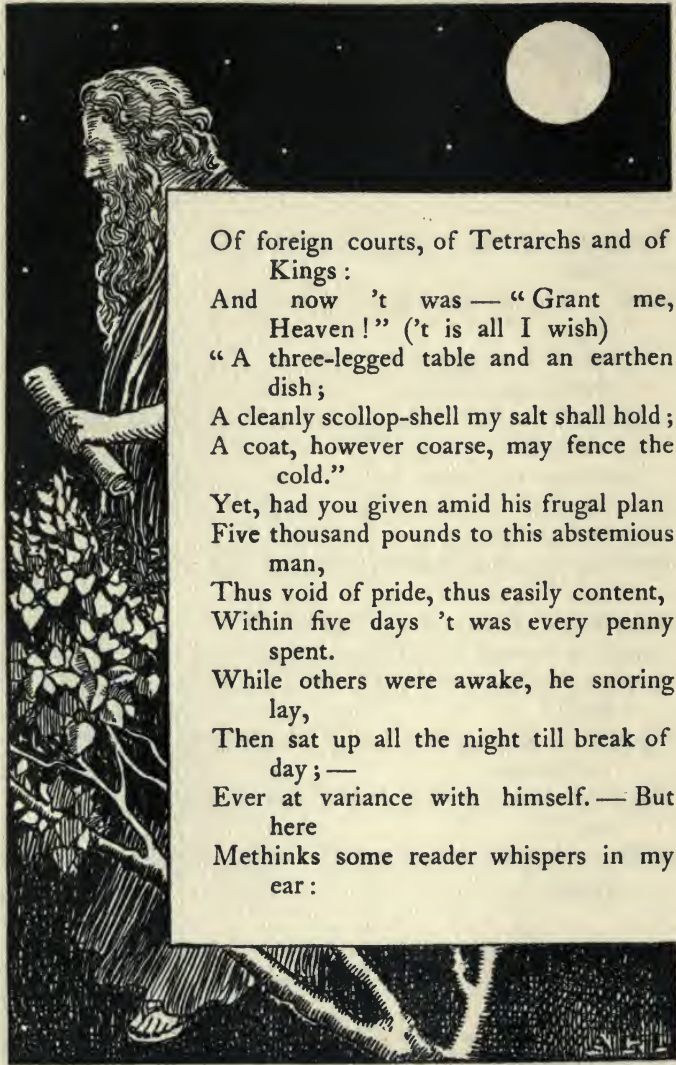 Of foreign courts, of Tetrarchs and of
Kings :
And now 't was — “ Grant me,
Heaven ! ” ('t is all I wish)
“ A three-legged table and an earthen
dish ;
A cleanly scollop-shell my salt shall hold ;
A coat, however coarse, may fence the
cold.”
Yet, had you given amid his frugal plan
Five thousand pounds to this abstemious
man,
Thus void of pride, thus easily content,
Within five days 't was every penny
spent.
While others were awake, he snoring
lay,
Then sat up all the night till break of
day ; —
Ever at variance with himself. — But
here
Methinks some reader whispers in my
ear :